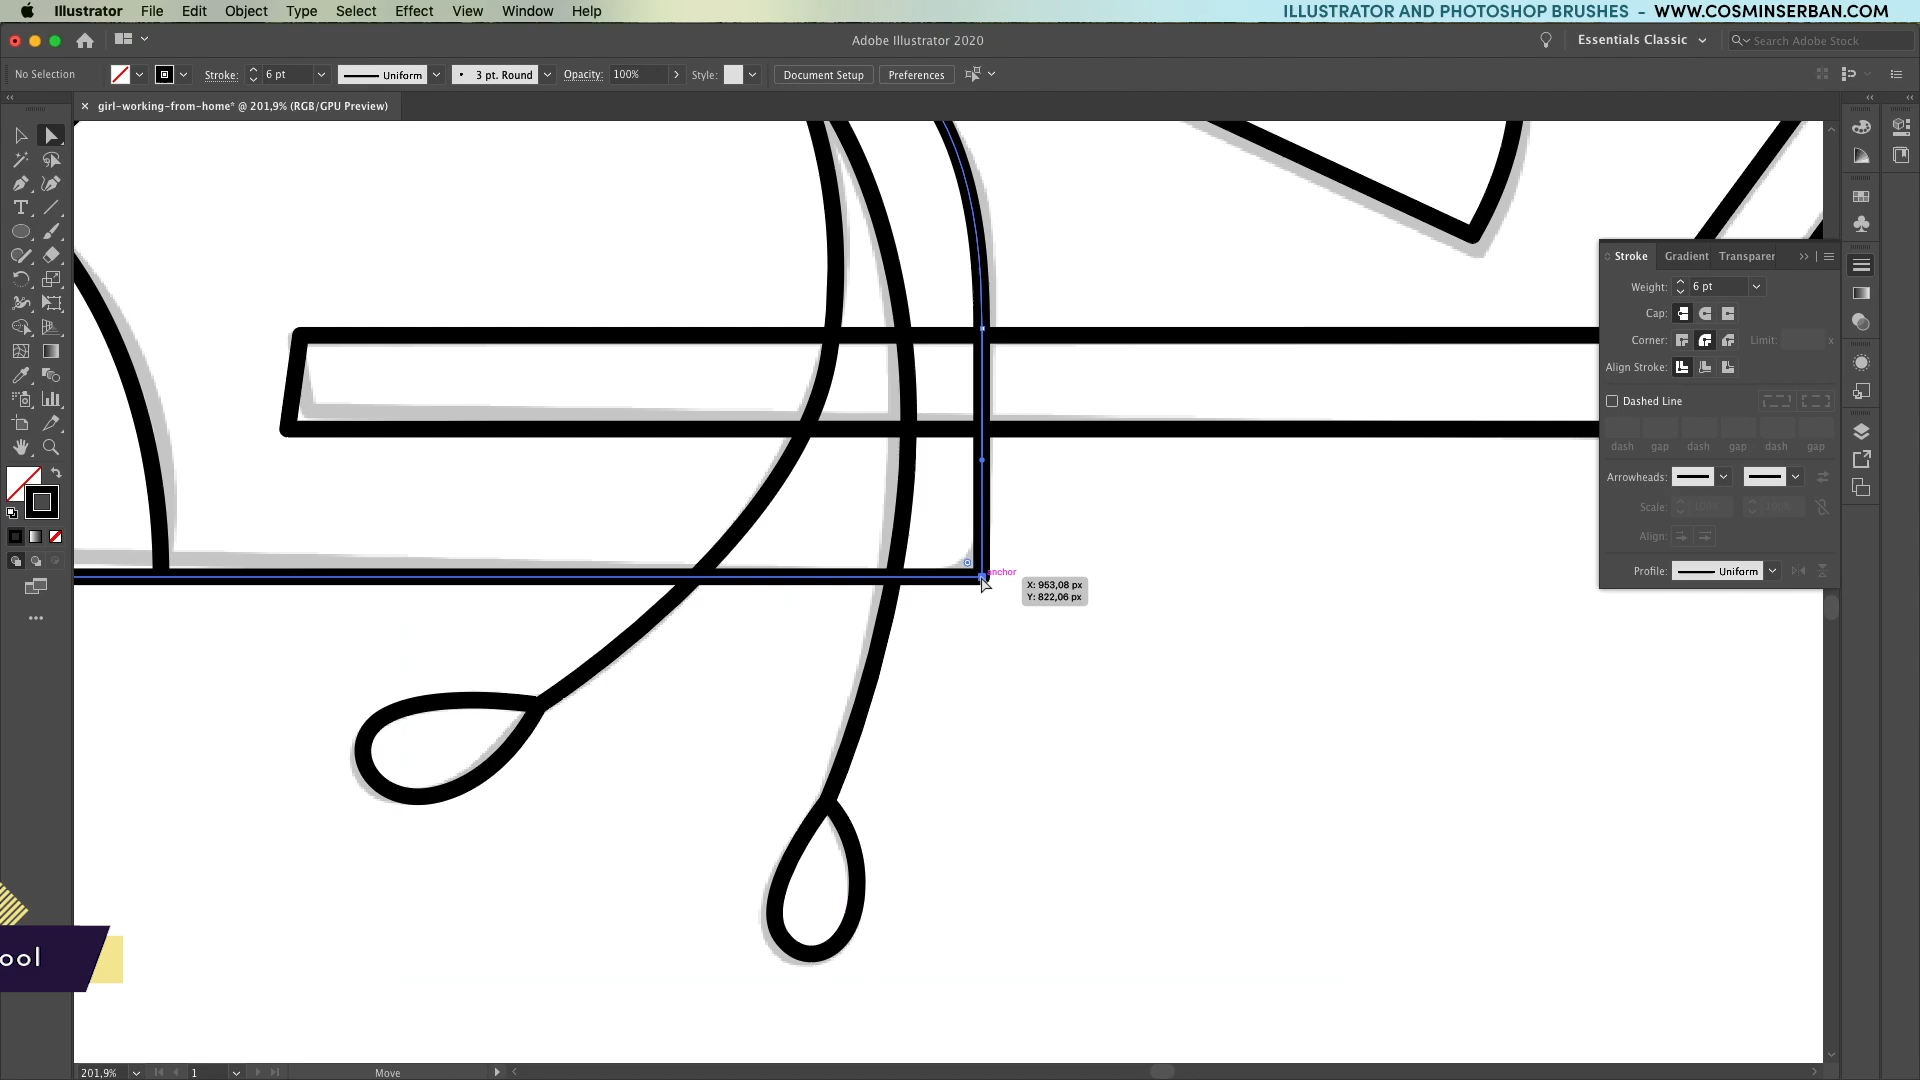 Illustrator File Edit Object Type Select Effect View Window Help
ILLUSTRATOR AND PHOTOSHOP BRUSHES - WWW.COSMINSERBAN.COM
Adobe Illustrator 2020
Essentials Classic
Search Adobe Stock
No Selection
Stroke: 6 pt
Uniform
3 pt. Round
Opacity: 100%
Style:
Document Setup
Preferences
girl-working-from-home* @ 201,9% (RGB/GPU Preview)
Stroke Gradient Transparer
Weight: 6 pt
Cap:
Corner:
Limit: x
Align Stroke:
Dashed Line
dash gap dash gap dash gap
Arrowheads:
Scale: 100% 100%
Align:
Profile: Uniform
anchor
X: 953,08 px
Y: 822,06 px
ool
201,9% 1 Move